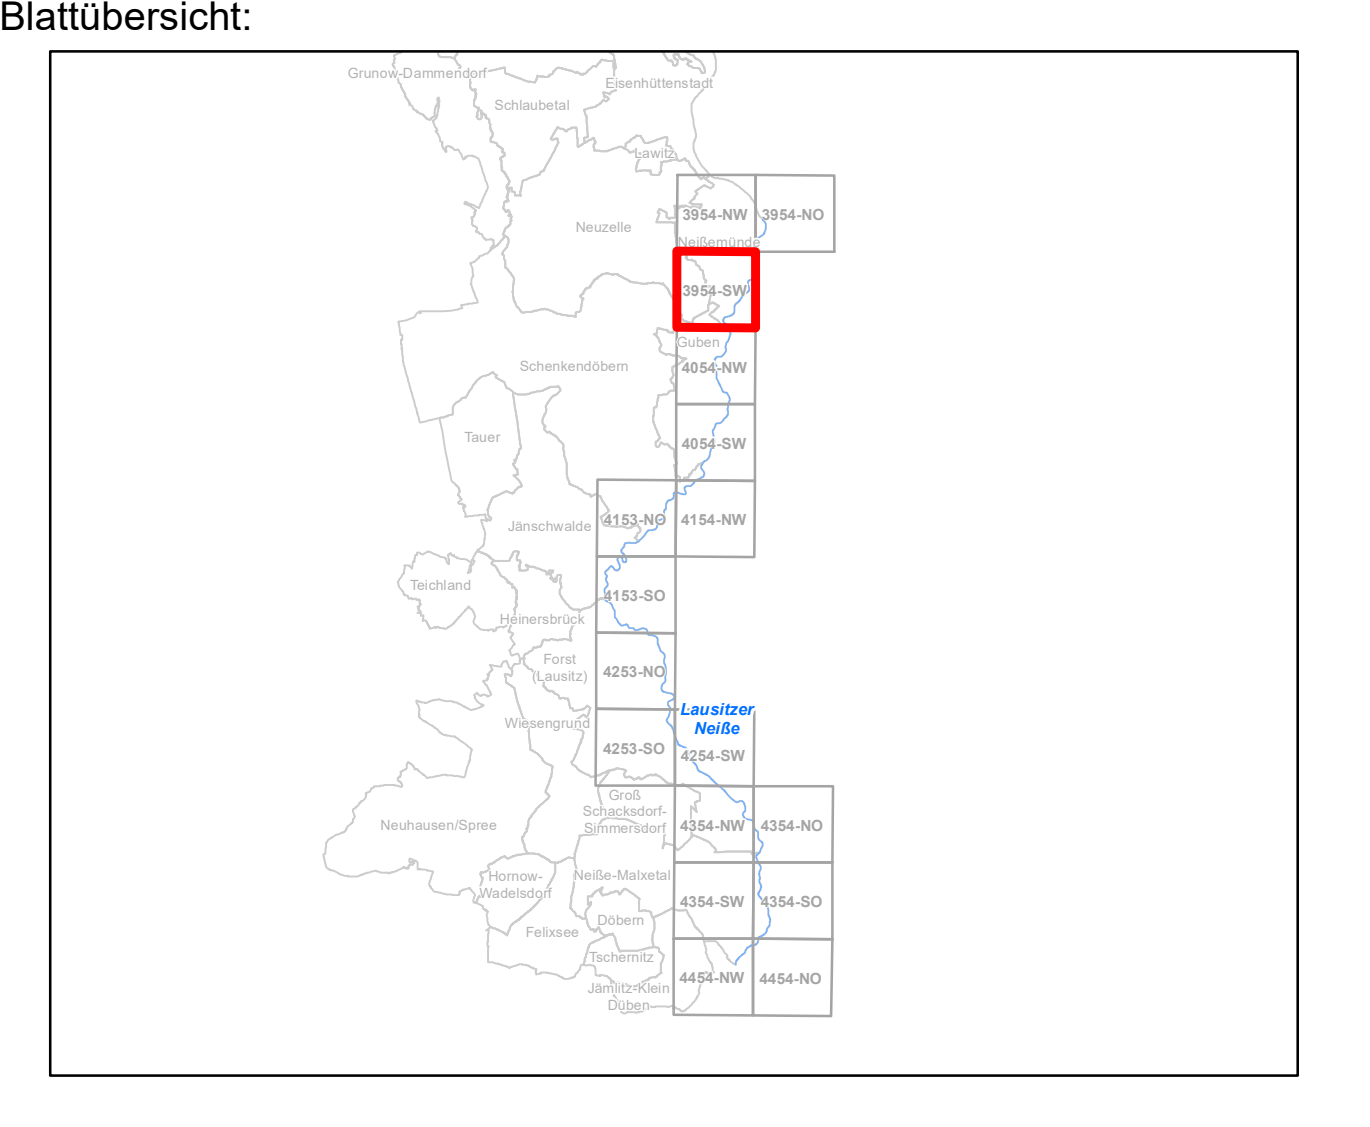 Blattübersicht:
Grunow-Dammendorf
Eisenhüttenstadt
Schlaubetal
Lawitz
3954-NW
3954-NO
Neuzelle
Neißemünde
3954-SW
Guben
Schenkendöbern
4054-NW
Tauer
4054-SW
Jänschwalde
4153-NO
4154-NW
Teichland
4153-SO
Heinersbrück
Forst
(Lausitz)
4253-NO
Lausitzer
Neiße
Wiesengrund
4253-SO
4254-SW
Groß
Schacksdorf-
Simmersdorf
Neuhausen/Spree
4354-NW
4354-NO
Hornow-
Wadelsdorf
Neiße-Malxetal
4354-SW
4354-SO
Döbern
Felixsee
Tschernitz
4454-NW
4454-NO
Jämlitz-Klein
Düben